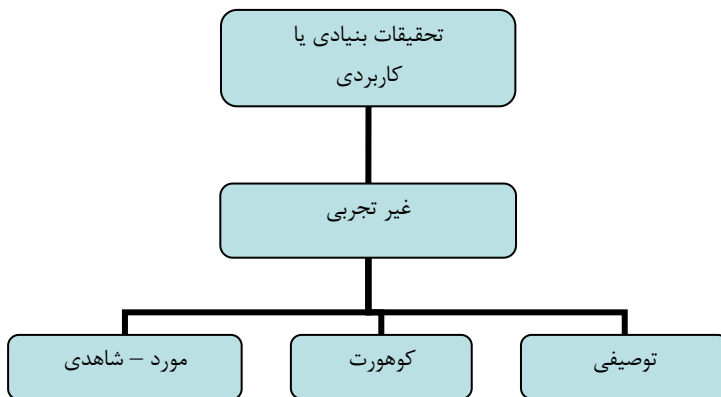 تحقیقات بنیادی یا
کاربردی
غیر تجربی
توصیفی
کوهورت
مورد – شاهدی